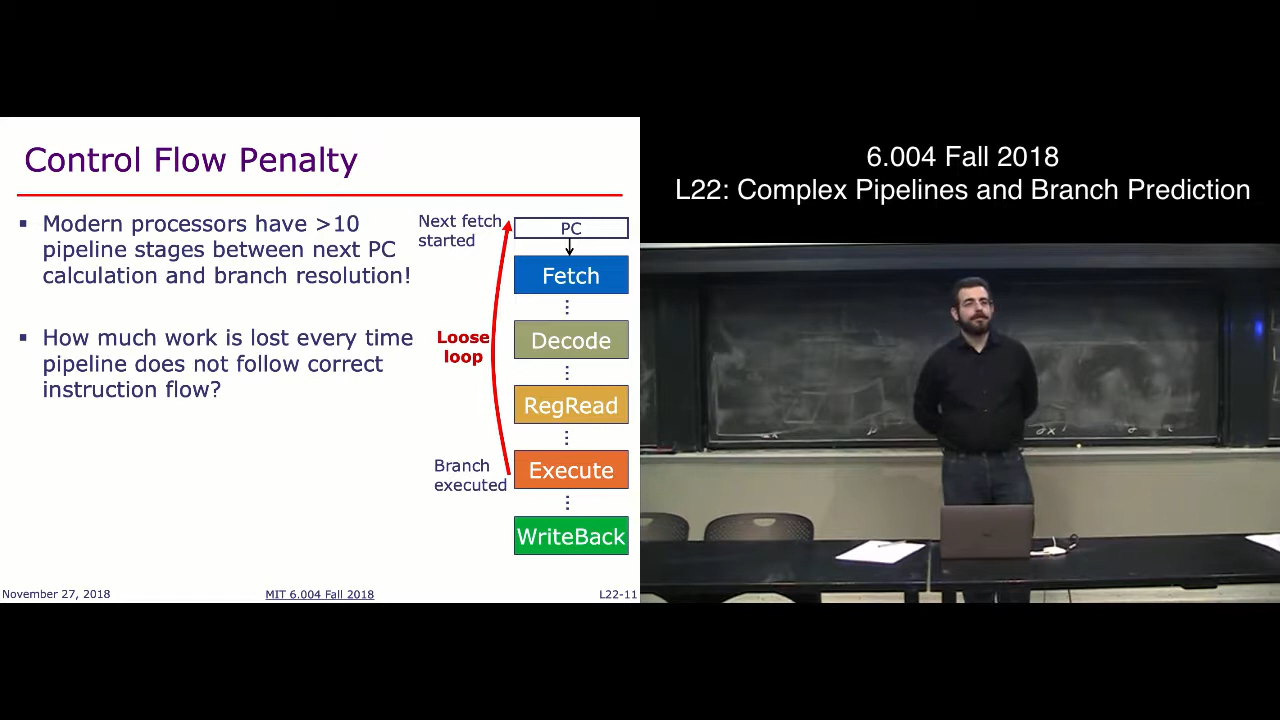 Control Flow Penalty
▪ Modern processors have >10
pipeline stages between next PC
calculation and branch resolution!
▪ How much work is lost every time
pipeline does not follow correct
instruction flow?
Next fetch
started
PC
Fetch
Decode
Loose
loop
RegRead
Branch
executed
Execute
WriteBack
November 27, 2018
MIT 6.004 Fall 2018
L22-11
6.004 Fall 2018
L22: Complex Pipelines and Branch Prediction